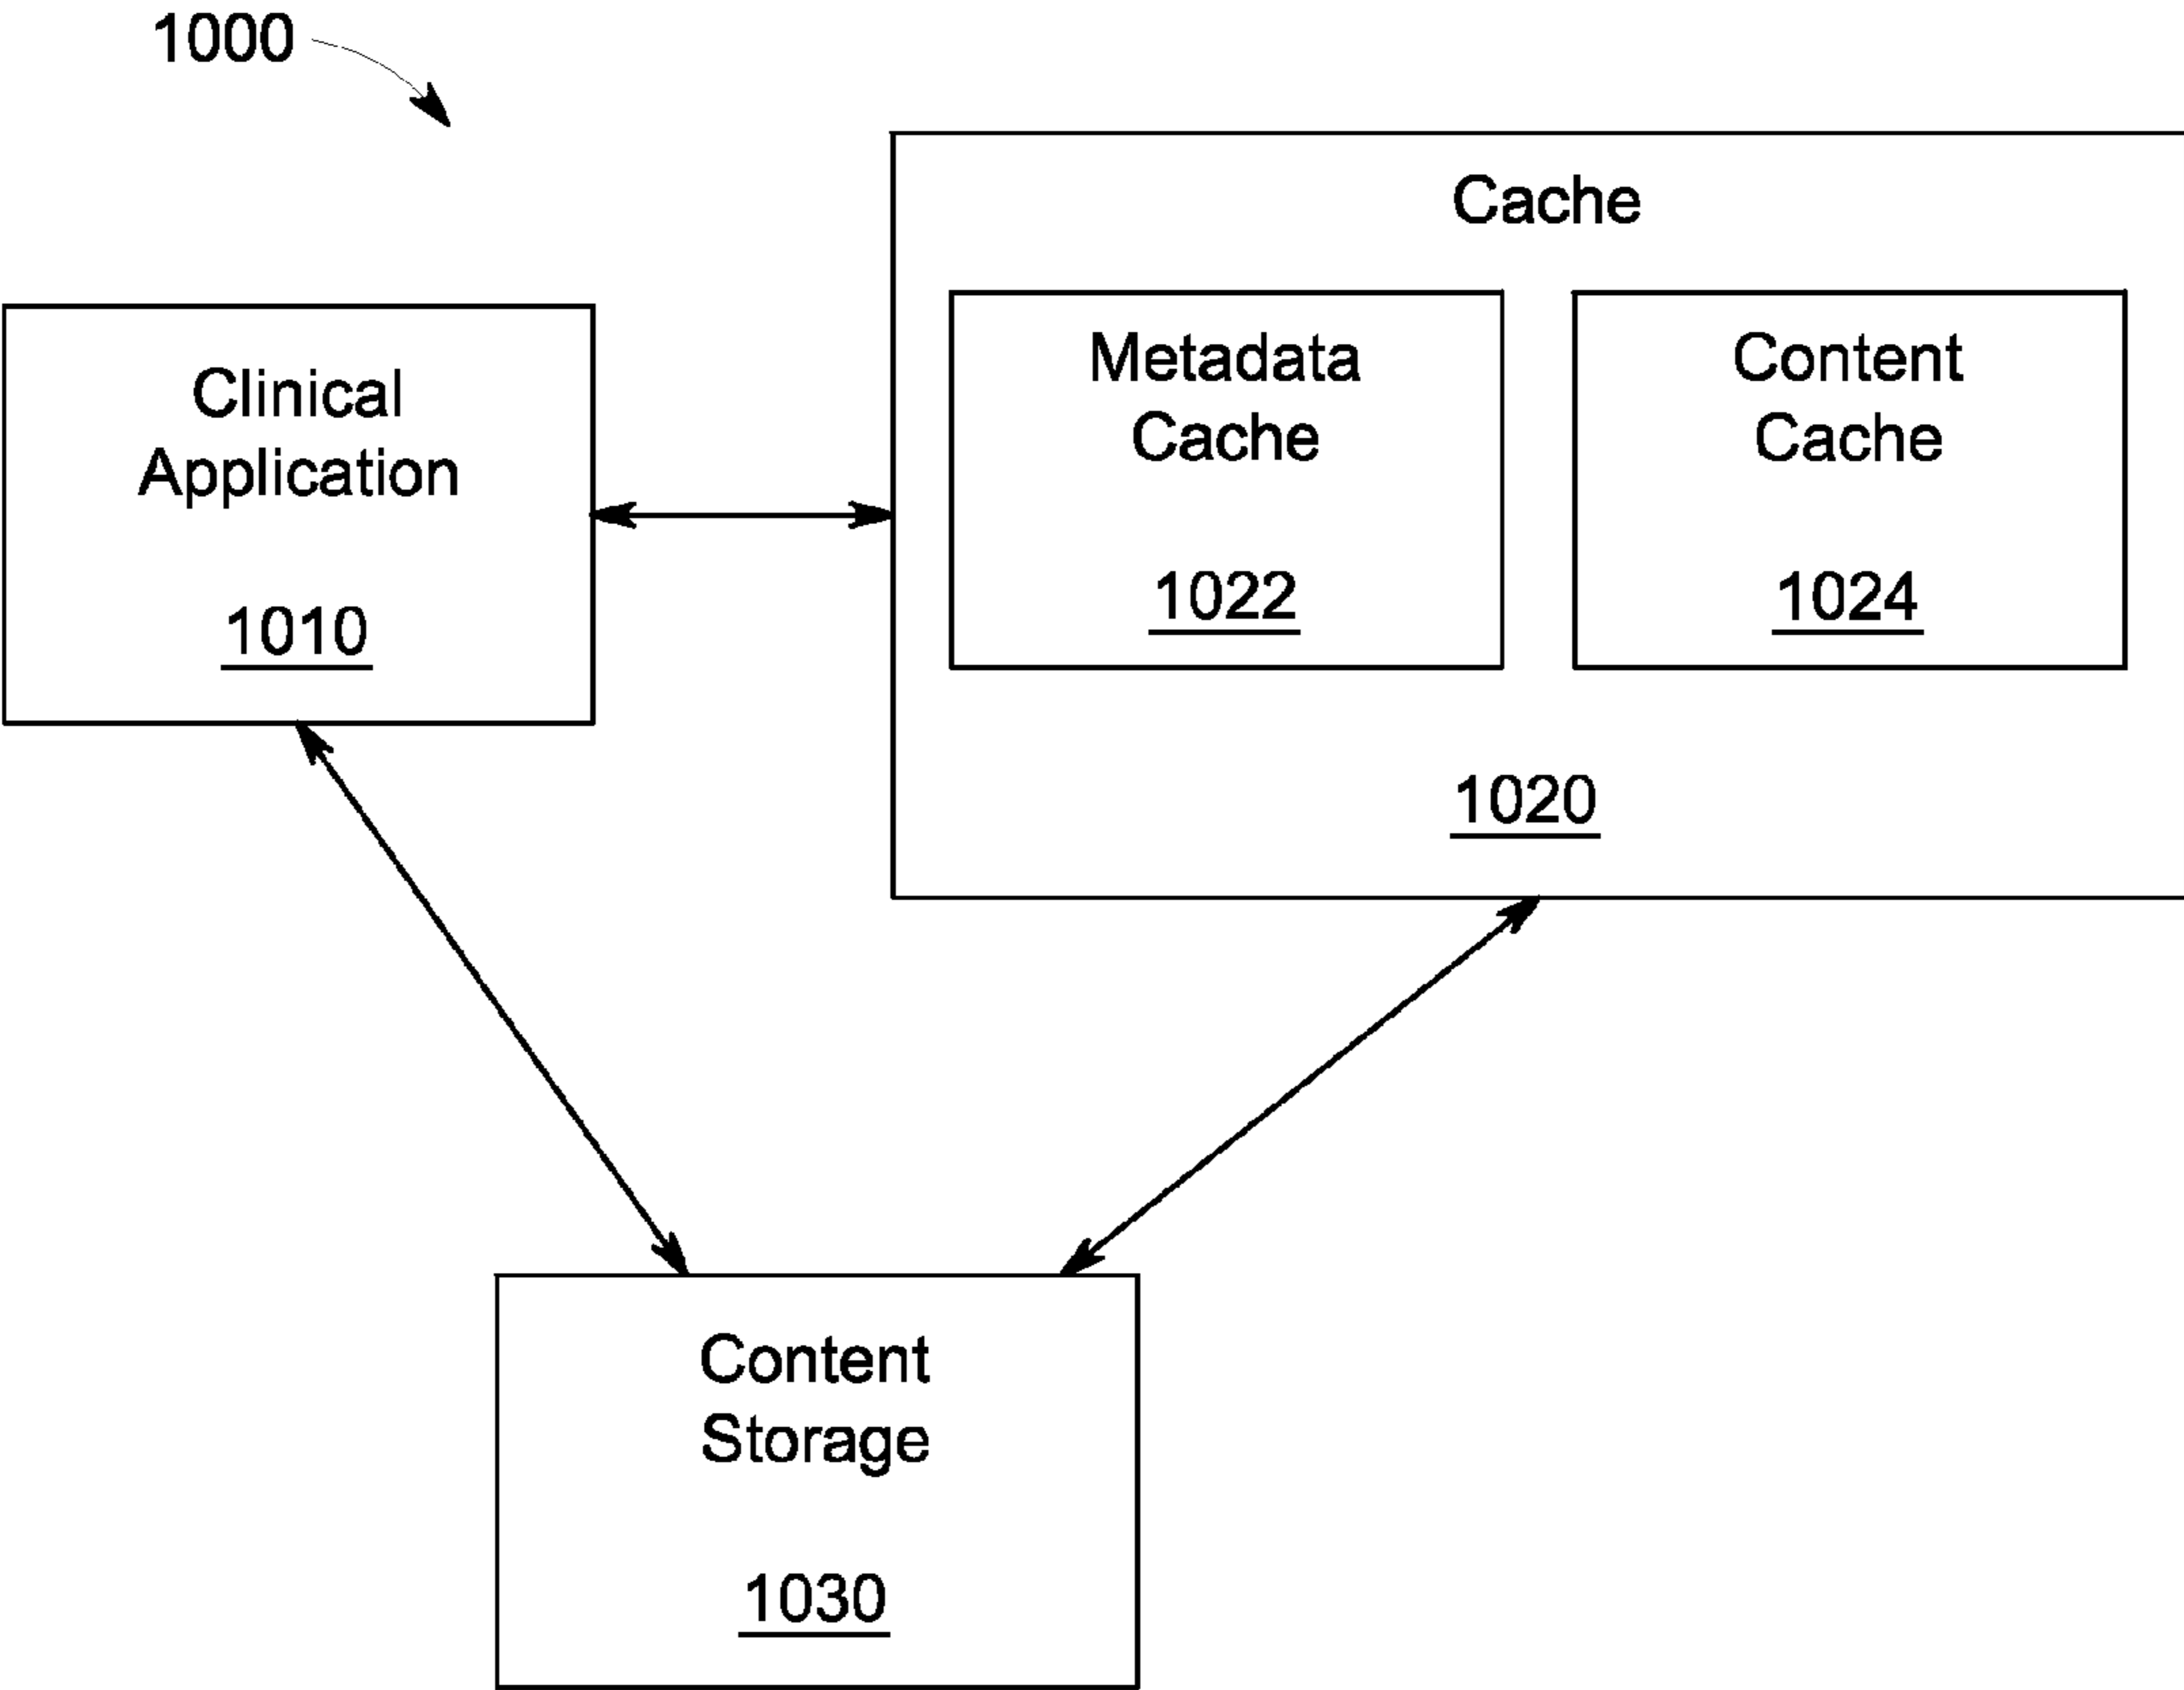 1000
Cache
Clinical
Application
1010
Metadata
Cache
1022
Content
Cache
1024
1020
Content
Storage
1030